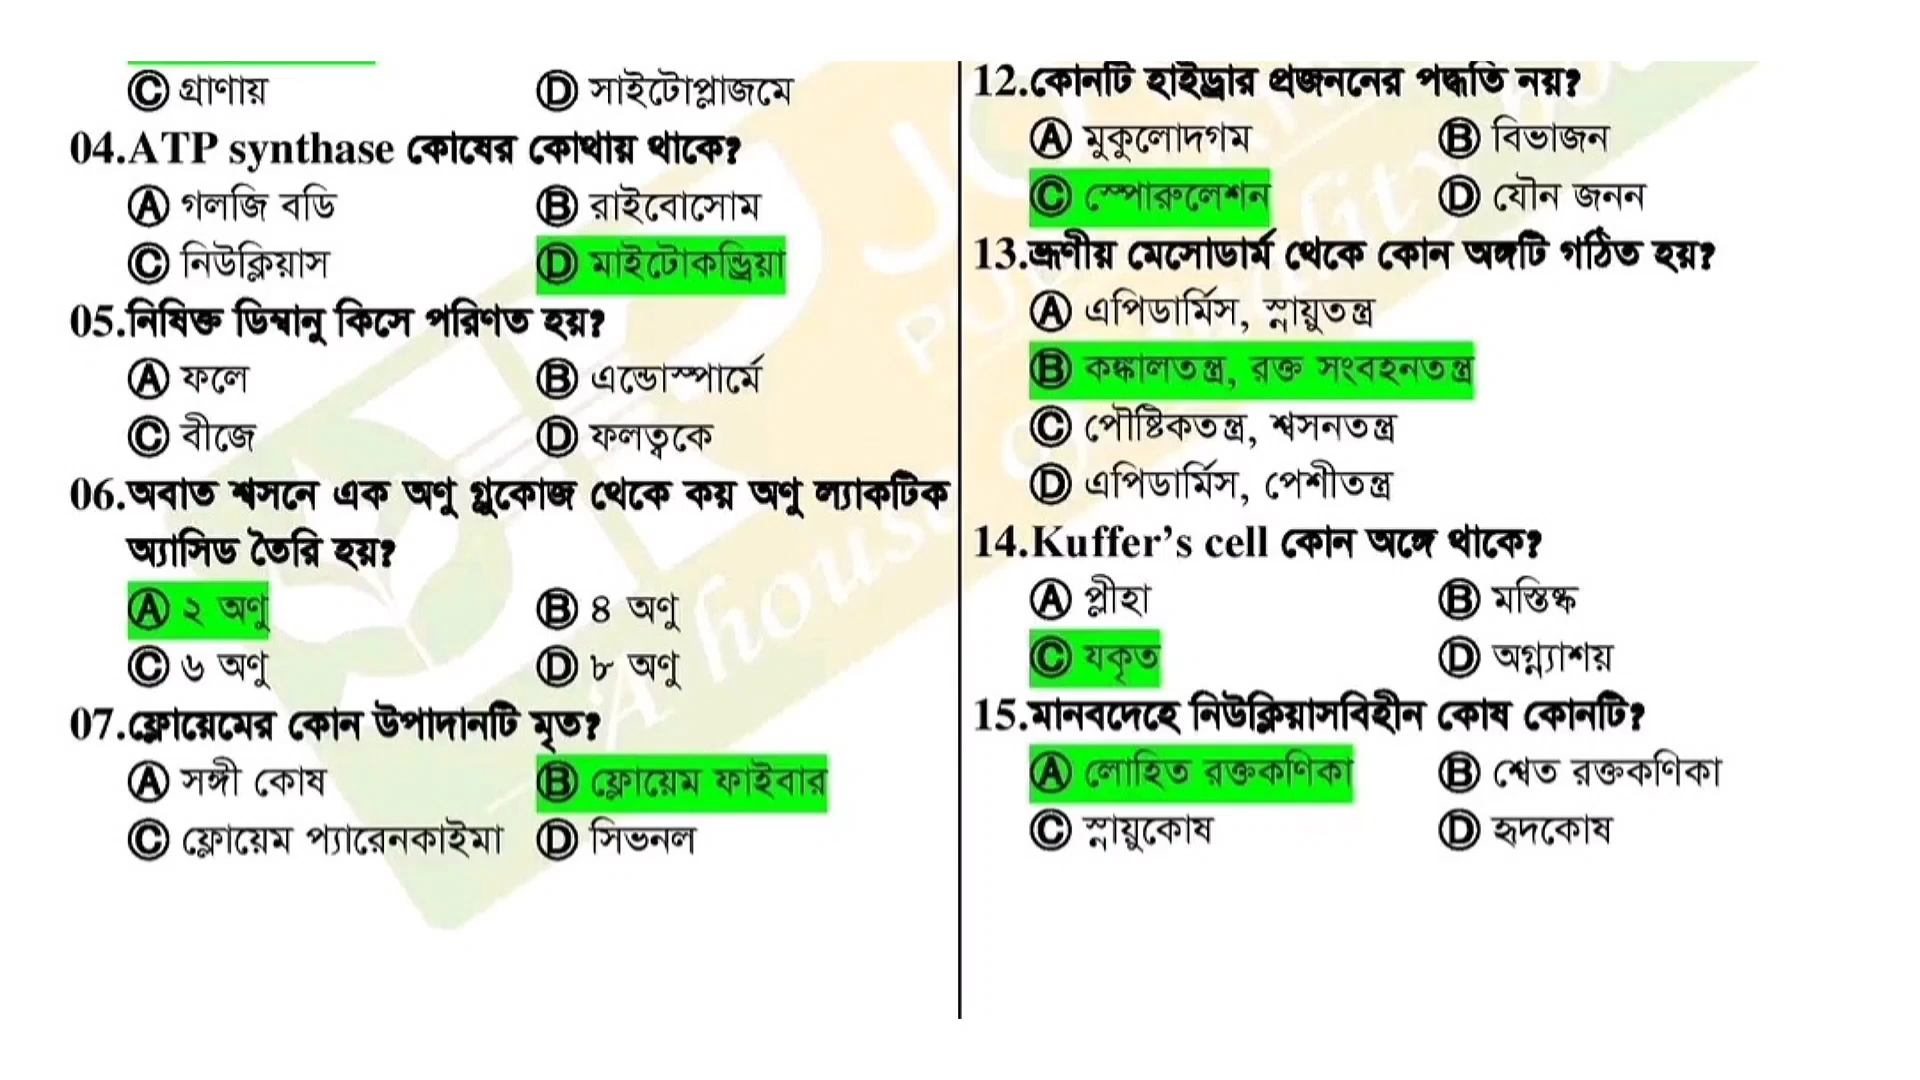 C গ্রাণায় D সাইটোপ্লাজমে
04.ATP synthase কোষের কোথায় থাকে?
A গলজি বডি B রাইবোসোম
C নিউক্লিয়াস D মাইটোকন্ড্রিয়া
05.নিষিক্ত ডিম্বানু কিসে পরিণত হয়?
A ফলে B এন্ডোস্পার্মে
C বীজে D ফলত্বকে
06.অবাত শ্বসনে এক অণু গ্লুকোজ থেকে কয় অণু ল্যাকটিক
অ্যাসিড তৈরি হয়?
A ২ অণু B ৪ অণু
C ৬ অণু D ৮ অণু
07.ফ্লোয়েমের কোন উপাদানটি মৃত?
A সঙ্গী কোষ B ফ্লোয়েম ফাইবার
C ফ্লোয়েম প্যারেনকাইমা D সিভনল
12.কোনটি হাইড্রার প্রজননের পদ্ধতি নয়?
A মুকুলোদগম B বিভাজন
C স্পোরুলেশন D যৌন জনন
13.ভ্রূণীয় মেসোডার্ম থেকে কোন অঙ্গটি গঠিত হয়?
A এপিডার্মিস, স্নায়ুতন্ত্র
B কঙ্কালতন্ত্র, রক্ত সংবহনতন্ত্র
C পৌষ্টিকতন্ত্র, শ্বসনতন্ত্র
D এপিডার্মিস, পেশীতন্ত্র
14.Kuffer’s cell কোন অঙ্গে থাকে?
A প্লীহা B মস্তিষ্ক
C যকৃত D অগ্ন্যাশয়
15.মানবদেহে নিউক্লিয়াসবিহীন কোষ কোনটি?
A লোহিত রক্তকণিকা B শ্বেত রক্তকণিকা
C স্নায়ুকোষ D হৃদকোষ
A house